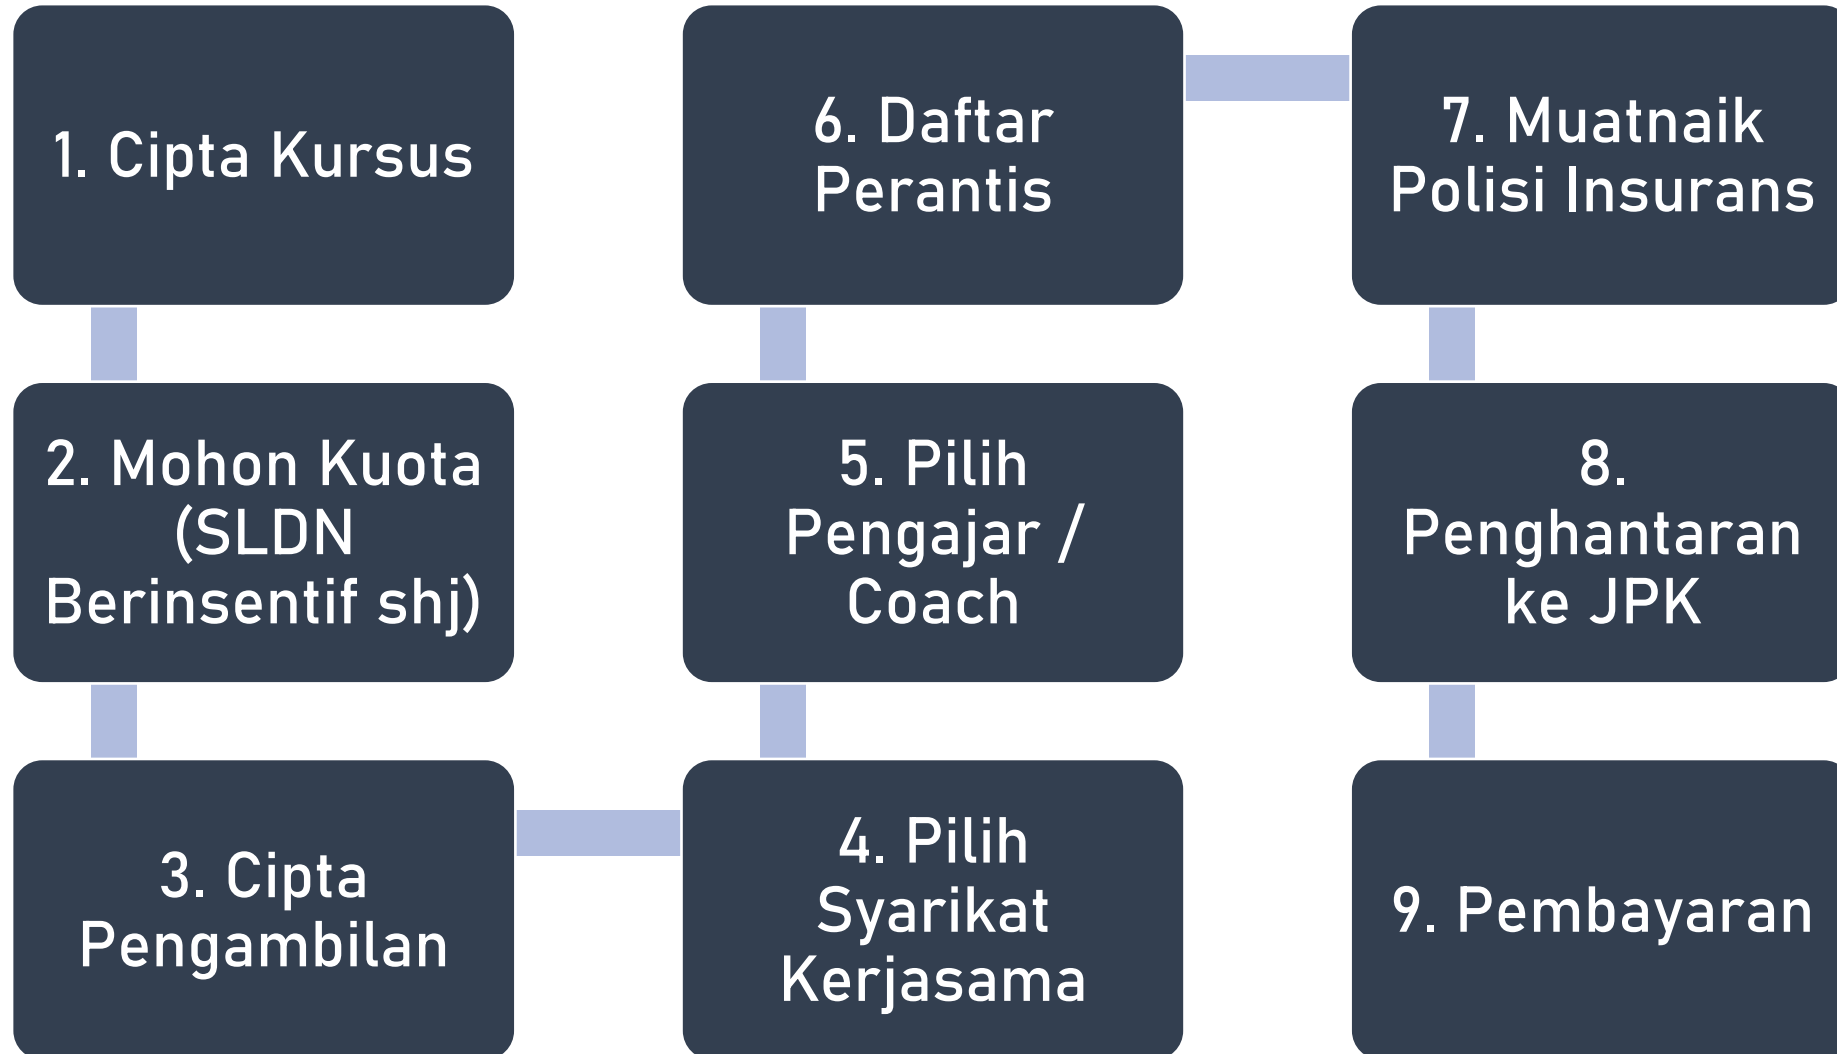 1. Cipta Kursus
2. Mohon Kuota
(SLDN
Berinsentif shj)
3. Cipta
Pengambilan
4. Pilih
Syarikat
Kerjasama
5. Pilih
Pengajar /
Coach
6. Daftar
Perantis
7. Muatnaik
Polisi Insurans
8.
Penghantaran
ke JPK
9. Pembayaran